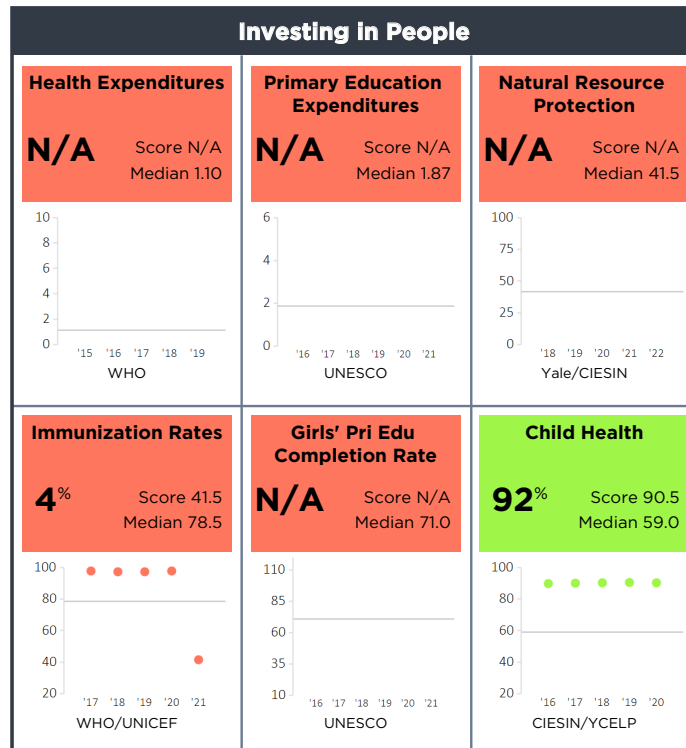 Investing in People
Health Expenditures
N/A
Score N/A
Median 1.10
10
8
6
4
2
0
'15 '16 '17 '18 '19
WHO
Primary Education
Expenditures
N/A
Score N/A
Median 1.87
6
4
2
0
'16 '17 '18 '19 '20 '21
UNESCO
Natural Resource
Protection
N/A
Score N/A
Median 41.5
100
75
50
25
0
'18 '19 '20 '21 '22
Yale/CIESIN
Immunization Rates
4%
Score 41.5
Median 78.5
100
80
60
40
20
'17 '18 '19 '20 '21
WHO/UNICEF
Girls' Pri Edu
Completion Rate
N/A
Score N/A
Median 71.0
110
85
60
35
10
'16 '17 '18 '19 '20 '21
UNESCO
Child Health
92%
Score 90.5
Median 59.0
100
80
60
40
20
'16 '17 '18 '19 '20
CIESIN/YCELP